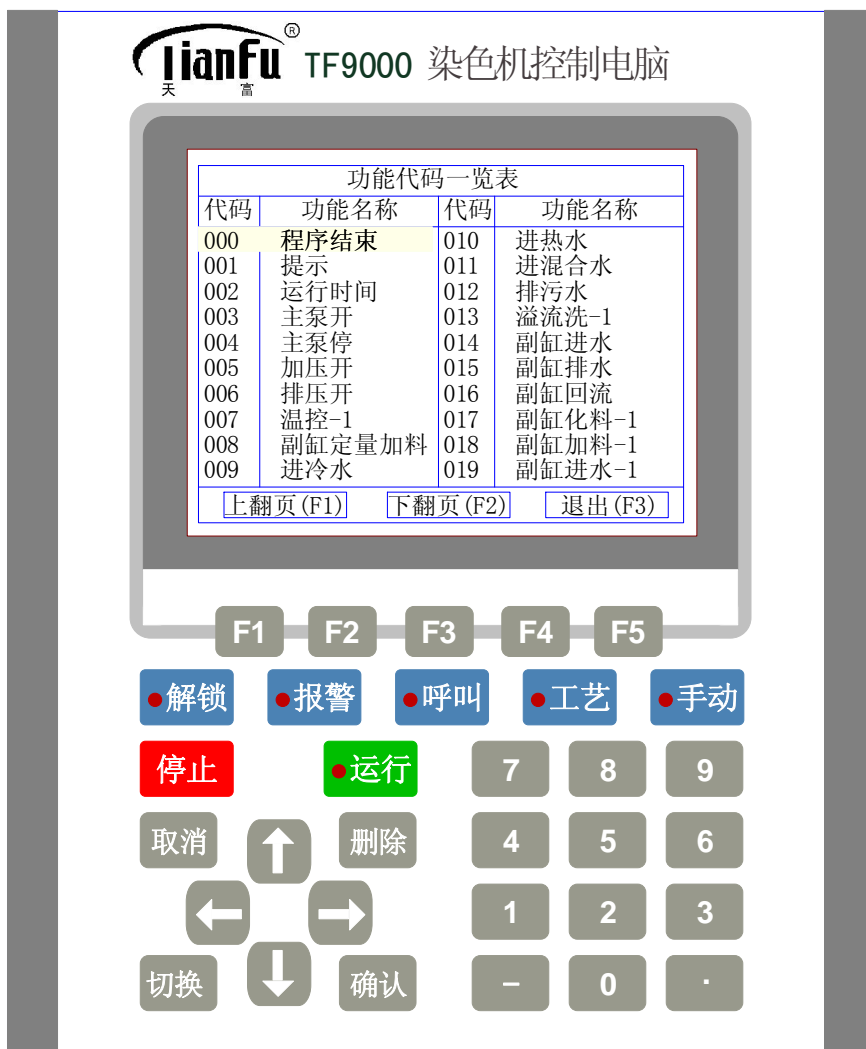 TianFu®
天 富
TF9000 染色机控制电脑
功能代码一览表
代码 功能名称 代码 功能名称
000 程序结束 010 进热水
001 提示 011 进混合水
002 运行时间 012 排污水
003 主泵开 013 溢流洗-1
004 主泵停 014 副缸进水
005 加压开 015 副缸排水
006 排压开 016 副缸回流
007 温控-1 017 副缸化料-1
008 副缸定量加料 018 副缸加料-1
009 进冷水 019 副缸进水-1
上翻页(F1) 下翻页(F2) 退出(F3)
F1 F2 F3 F4 F5
解锁 报警 呼叫 工艺 手动
停止 运行 7 8 9
取消 删除 4 5 6
1 2 3
切换 确认 - 0 ·